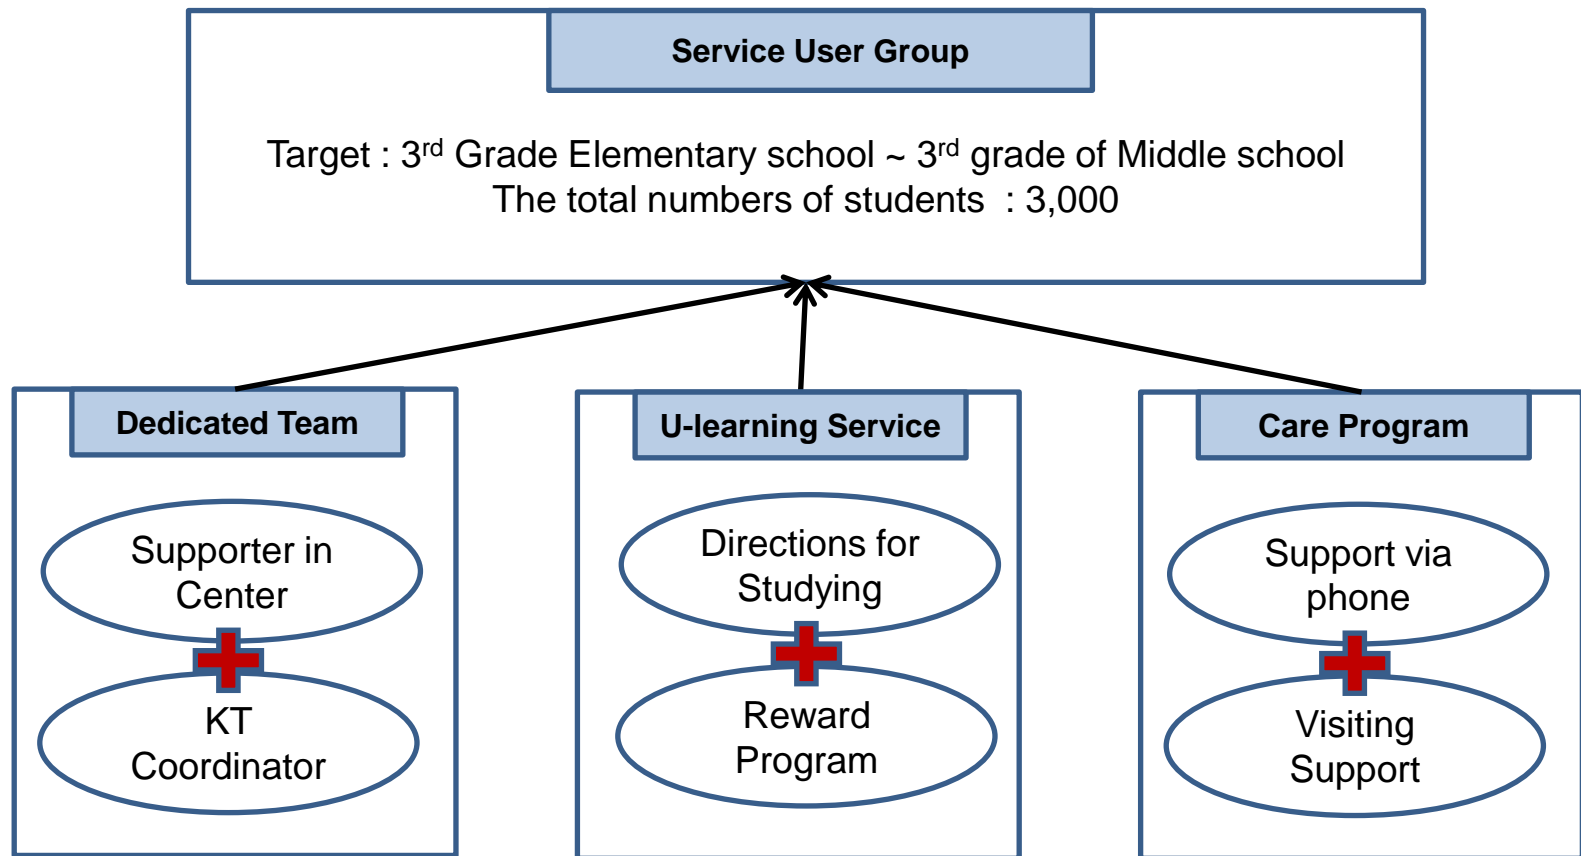 Service User Group
Target : 3rd Grade Elementary school ~ 3rd grade of Middle school
The total numbers of students  : 3,000
Dedicated Team
Supporter in
Center
KT
Coordinator
U-learning Service
Directions for
Studying
Reward
Program
Care Program
Support via
phone
Visiting
Support